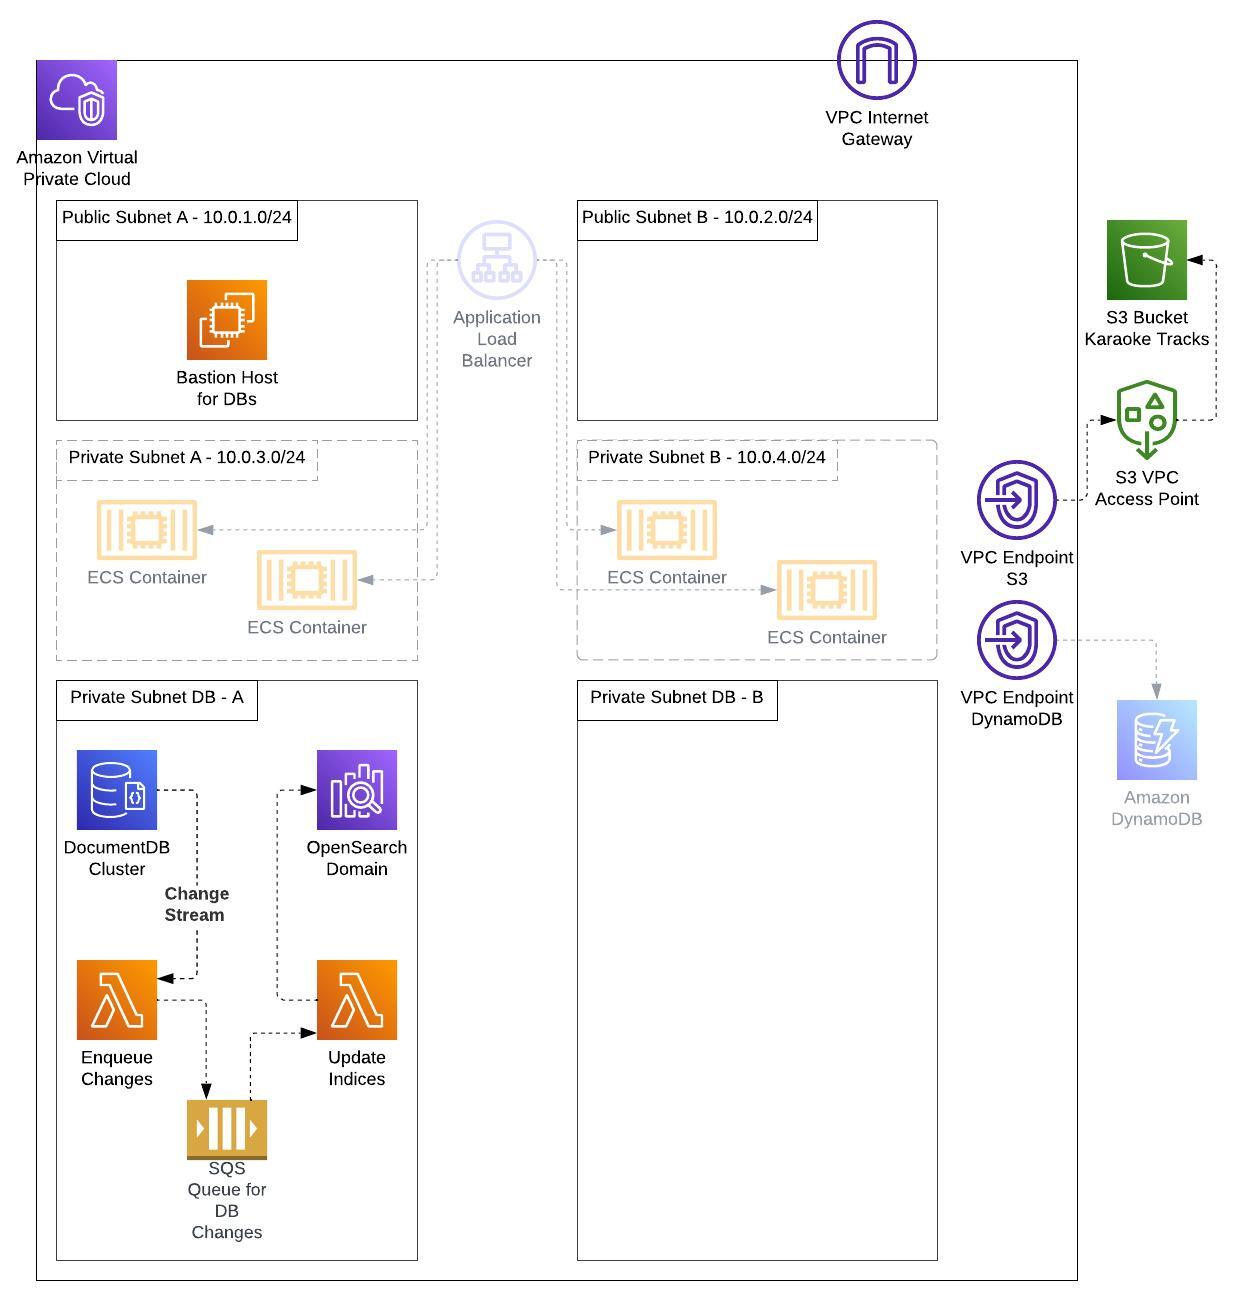 VPC Internet
Gateway
Amazon Virtual
Private Cloud
Public Subnet A - 10.0.1.0/24
Public Subnet B - 10.0.2.0/24
Bastion Host
for DBs
Application
Load
Balancer
S3 Bucket
Karaoke Tracks
Private Subnet A - 10.0.3.0/24
Private Subnet B - 10.0.4.0/24
ECS Container
ECS Container
ECS Container
ECS Container
S3 VPC
Access Point
VPC Endpoint
S3
VPC Endpoint
DynamoDB
Amazon
DynamoDB
Private Subnet DB - A
Private Subnet DB - B
DocumentDB
Cluster
OpenSearch
Domain
Change
Stream
Enqueue
Changes
Update
Indices
SQS
Queue for
DB
Changes